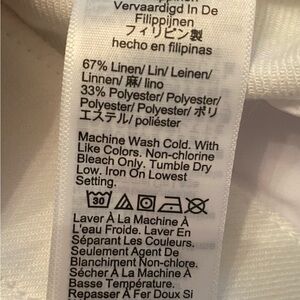 Vervaardigd In De
Filippijnen
フィリピン製
hecho en filipinas
67% Linen/ Lin/ Leinen/
Linnen/ 麻/ lino
33% Polyester/ Polyester/
Polyester/ Polyester/ ポリ
エステル/ poliéster
Machine Wash Cold. With
Like Colors. Non-chlorine
Bleach Only. Tumble Dry
Low. Iron On Lowest
Setting.
30
Laver À La Machine À
L'eau Froide. Laver En
Séparant Les Couleurs.
Seulement Agent De
Blanchiment Non-chlore.
Sécher À La Machine À
Basse Température.
Repasser À Fer Doux Si